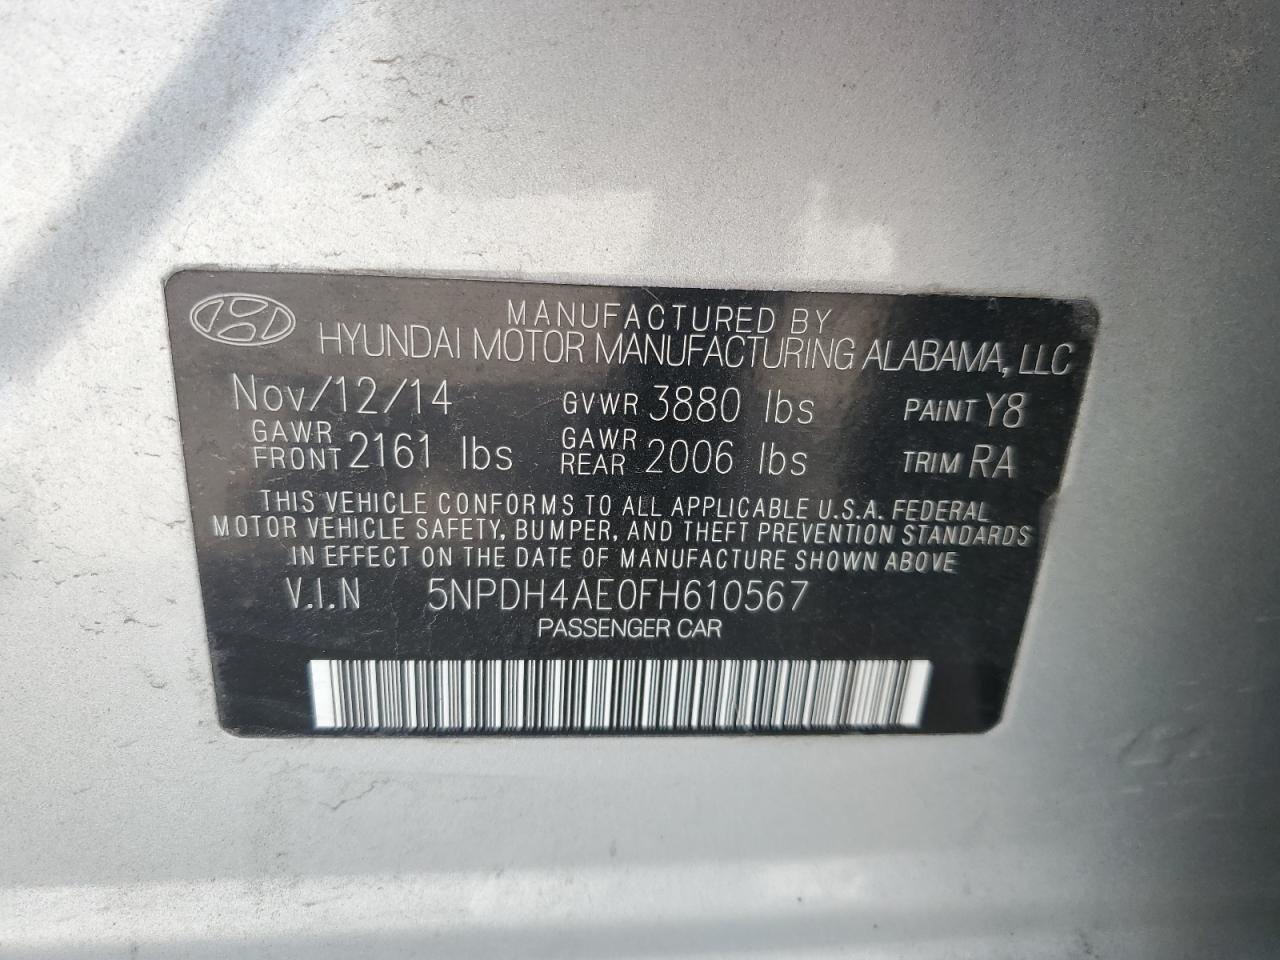 MANUFACTURED BY
HYUNDAI MOTOR MANUFACTURING ALABAMA, LLC
Nov/12/14 GVWR 3880 lbs PAINT Y8
GAWR FRONT 2161 lbs GAWR REAR 2006 lbs TRIM RA
THIS VEHICLE CONFORMS TO ALL APPLICABLE U.S.A. FEDERAL
MOTOR VEHICLE SAFETY, BUMPER, AND THEFT PREVENTION STANDARDS
IN EFFECT ON THE DATE OF MANUFACTURE SHOWN ABOVE
V.I.N 5NPDH4AE0FH610567
PASSENGER CAR